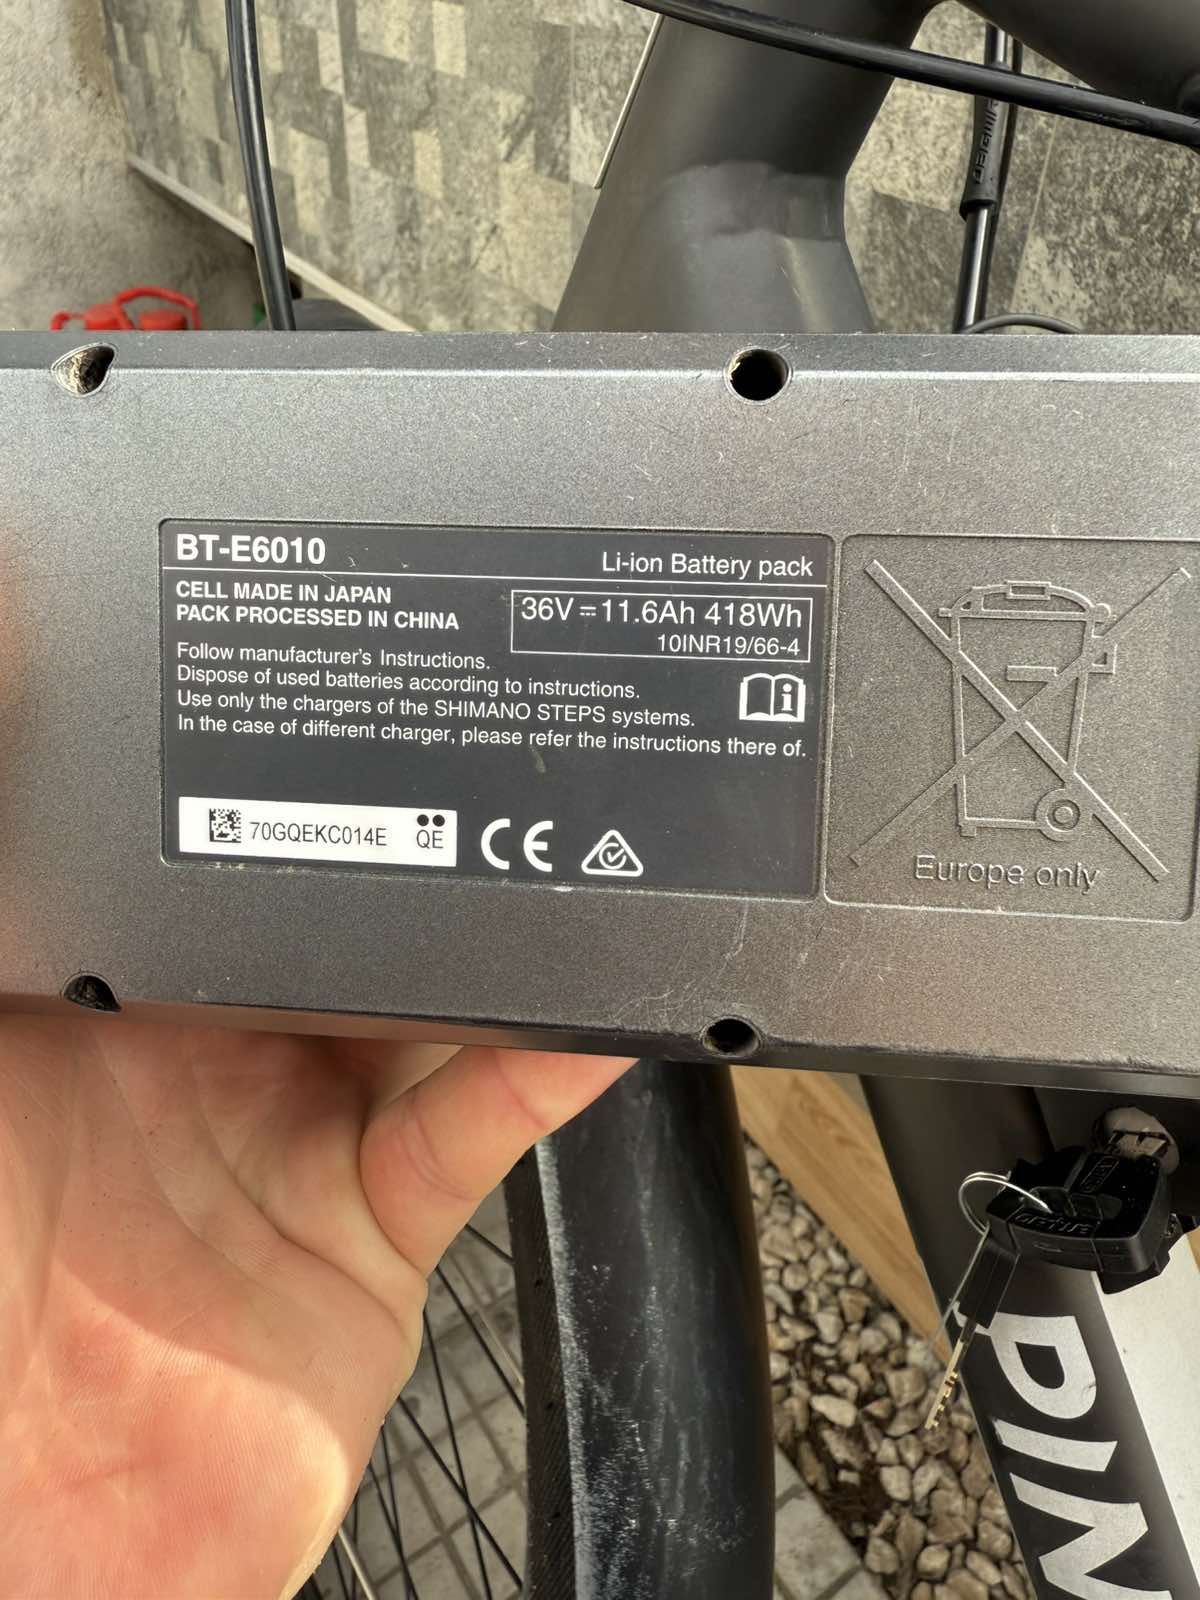 BT-E6010
Li-ion Battery pack
CELL MADE IN JAPAN
PACK PROCESSED IN CHINA
36V⎓11.6Ah 418Wh
10INR19/66-4
Follow manufacturer's Instructions.
Dispose of used batteries according to instructions.
Use only the chargers of the SHIMANO STEPS systems.
In the case of different charger, please refer the instructions there of.
70GQEKC014E
QE
CE
Europe only
PIN